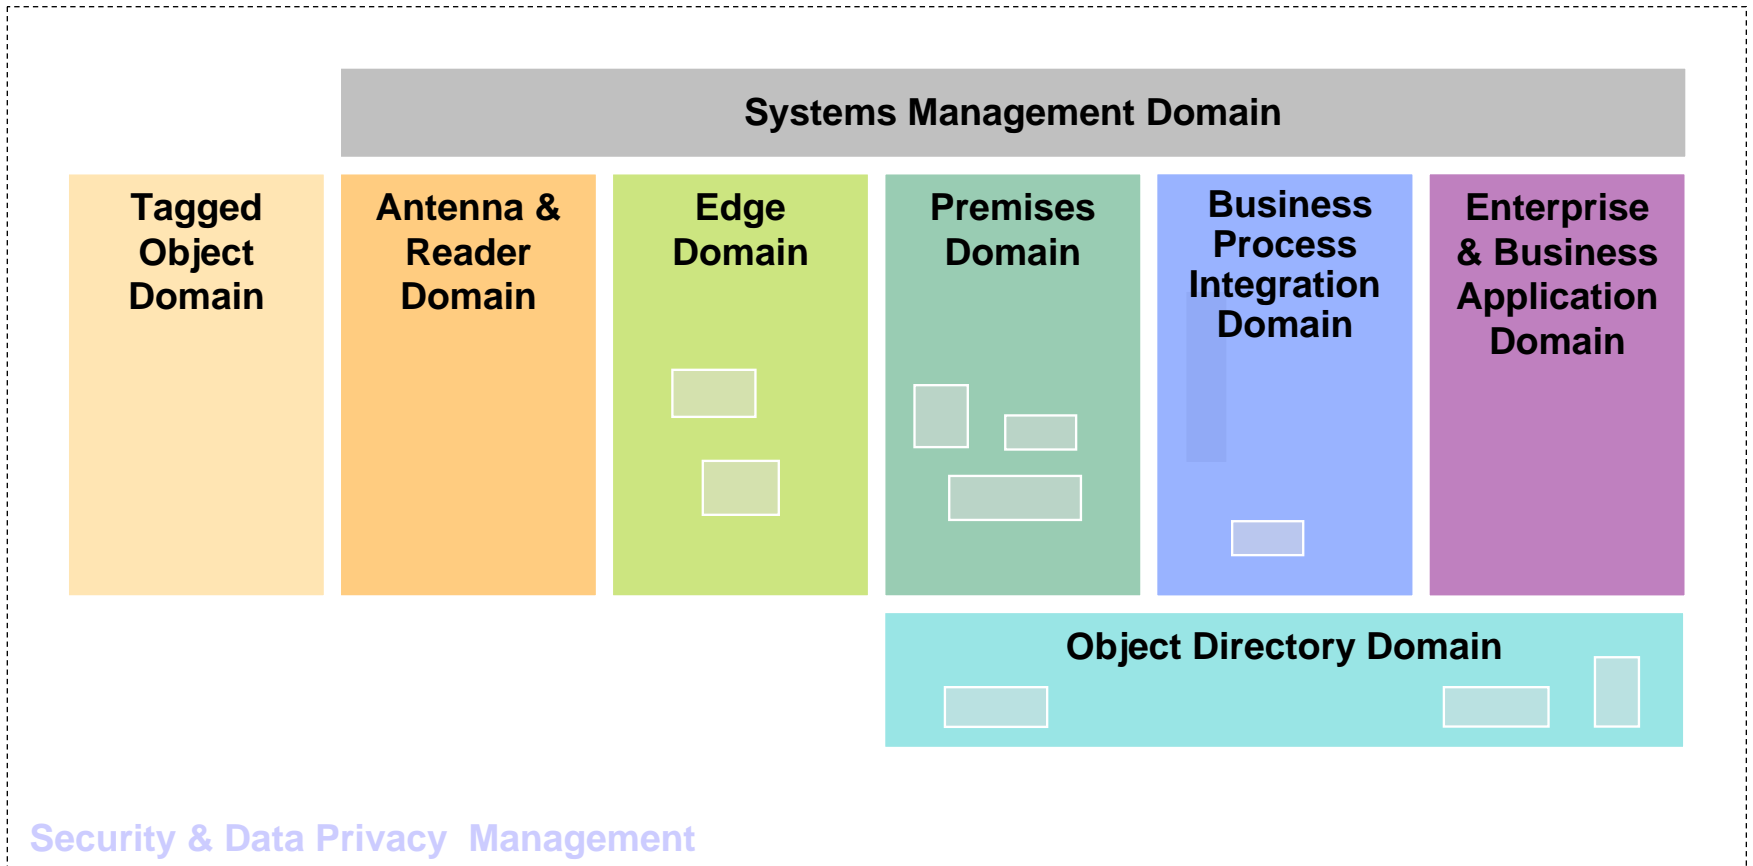 Systems Management Domain
Tagged
Object
Domain
Antenna &
Reader
Domain
Edge
Domain
Premises
Domain
Business
Process
Integration
Domain
Enterprise
& Business
Application
Domain
Object Directory Domain
Security & Data Privacy  Management